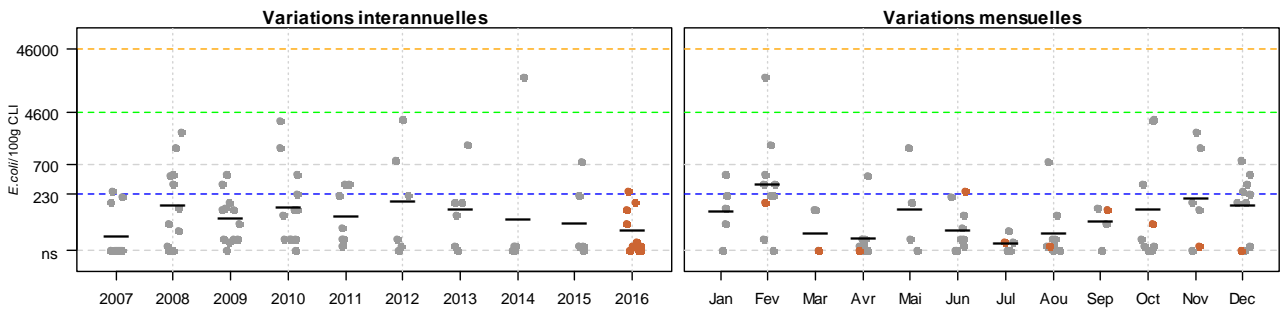 Variations interannuelles
Variations mensuelles
E.coli/100g CLI
46000
4600
700
230
ns
2007 2008 2009 2010 2011 2012 2013 2014 2015 2016
Jan Fev Mar Avr Mai Jun Jul Aou Sep Oct Nov Dec